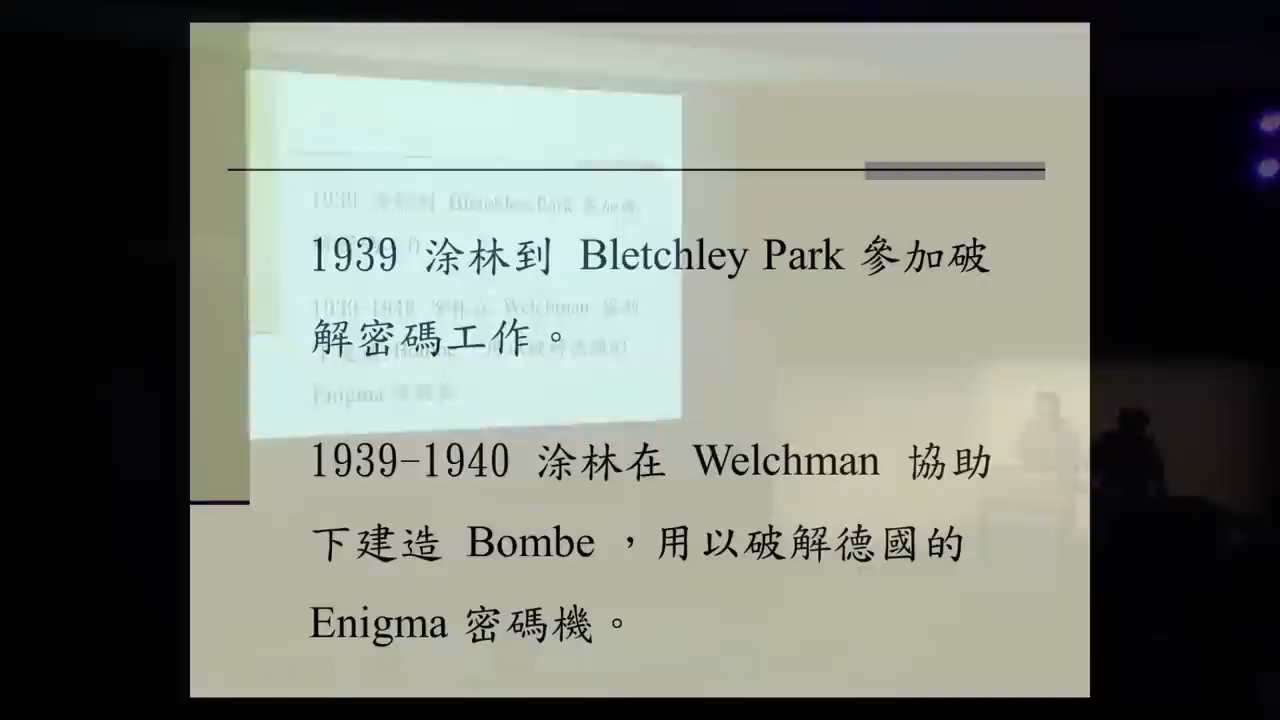 1939 涂林到 Bletchley Park 參加破
解密碼工作。
1939-1940 涂林在 Welchman 協助
下建造 Bombe ，用以破解德國的
Enigma 密碼機。